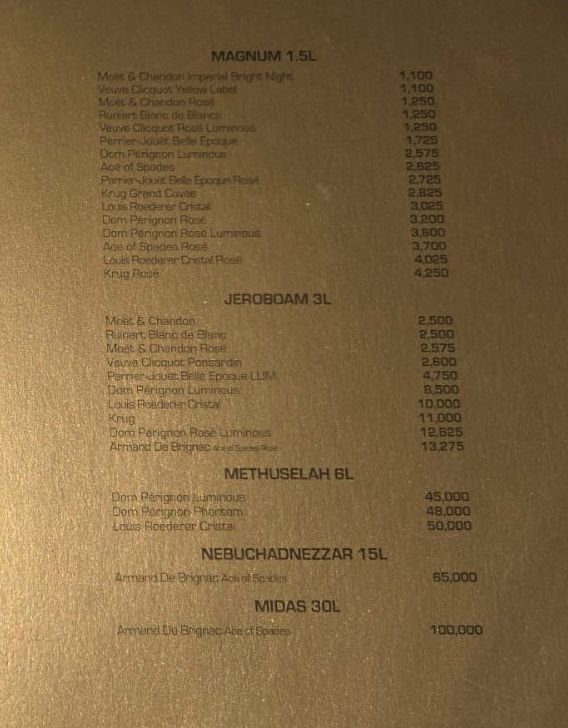 MAGNUM 1.5L
Moët & Chandon Imperial Bright Night 1,100
Veuve Clicquot Yellow Label 1,100
Moët & Chandon Rosé 1,250
Ruinart Blanc de Blancs 1,250
Veuve Clicquot Rosé Luminous 1,250
Perrier-Jouët Belle Epoque 1,725
Dom Pérignon Luminous 2,575
Ace of Spades 2,625
Perrier-Jouët Belle Epoque Rosé 2,725
Krug Grand Cuvée 2,825
Louis Roederer Cristal 3,025
Dom Pérignon Rosé 3,200
Dom Pérignon Rosé Luminous 3,600
Ace of Spades Rosé 3,700
Louis Roederer Cristal Rosé 4,025
Krug Rosé 4,250
JEROBOAM 3L
Moët & Chandon 2,500
Ruinart Blanc de Blanc 2,500
Moët & Chandon Rosé 2,575
Veuve Clicquot Ponsardin 2,600
Perrier-Jouët Belle Epoque LUM 4,750
Dom Pérignon Luminous 8,500
Louis Roederer Cristal 10,000
Krug 11,000
Dom Pérignon Rosé Luminous 12,625
Armand De Brignac Ace of Spades Rosé 13,275
METHUSELAH 6L
Dom Pérignon Luminous 45,000
Dom Pérignon Phantom 48,000
Louis Roederer Cristal 50,000
NEBUCHADNEZZAR 15L
Armand De Brignac Ace of Spades 65,000
MIDAS 30L
Armand De Brignac Ace of Spades 100,000